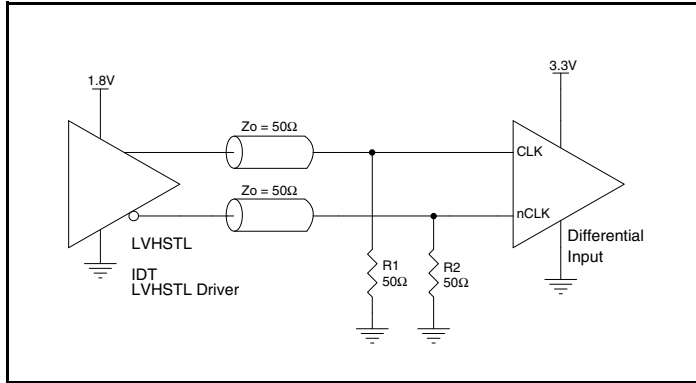 1.8V
3.3V
Zo = 50Ω
CLK
Zo = 50Ω
nCLK
LVHSTL
Differential
Input
IDT
LVHSTL Driver
R1
50Ω
R2
50Ω